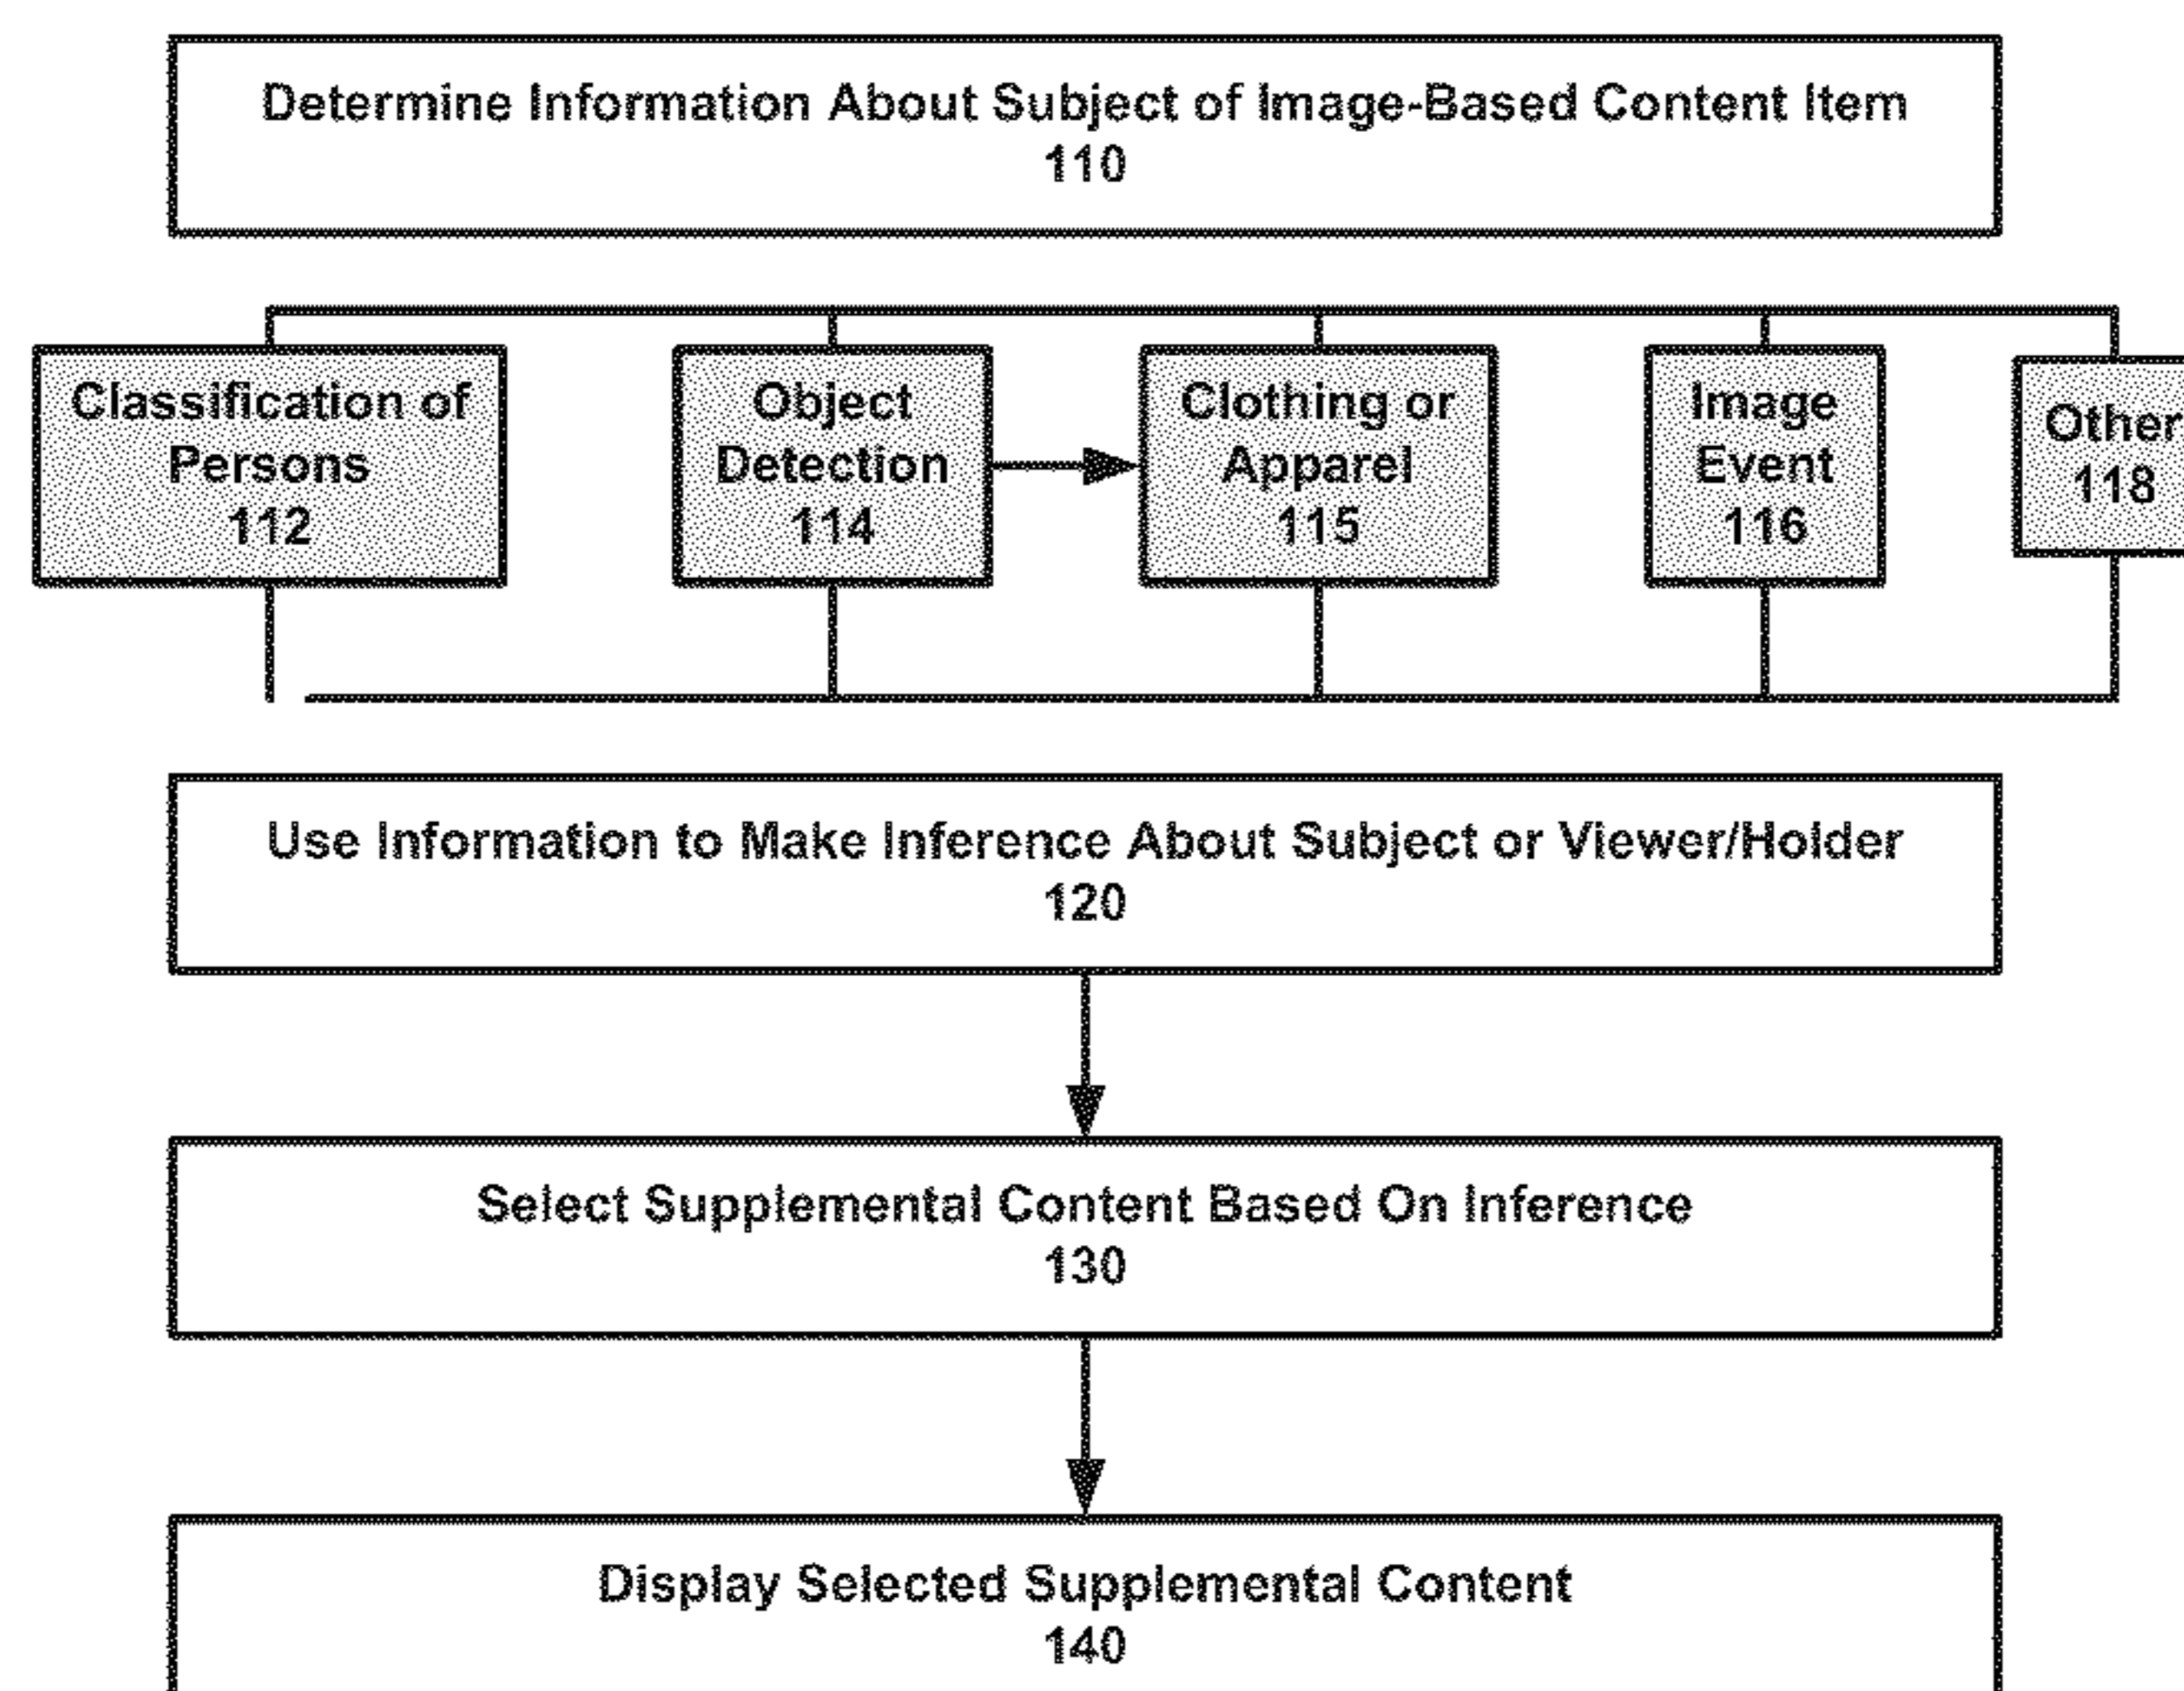 Determine Information About Subject of Image-Based Content Item
110
Classification of
Persons
112
Object
Detection
114
Clothing or
Apparel
115
Image
Event
116
Other
118
Use Information to Make Inference About Subject or Viewer/Holder
120
Select Supplemental Content Based On Inference
130
Display Selected Supplemental Content
140